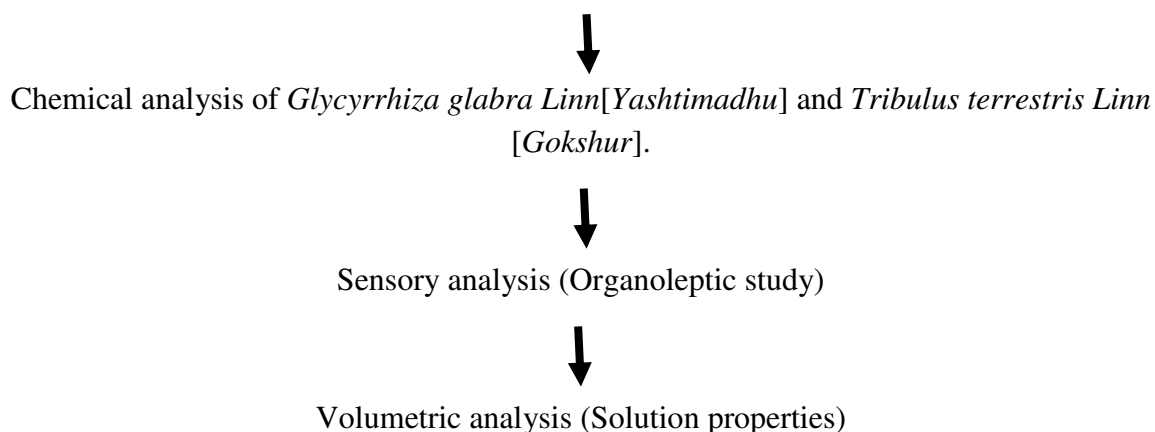 Chemical analysis of Glycyrrhiza glabra Linn[Yashtimadhu] and Tribulus terrestris Linn
[Gokshur].
Sensory analysis (Organoleptic study)
Volumetric analysis (Solution properties)